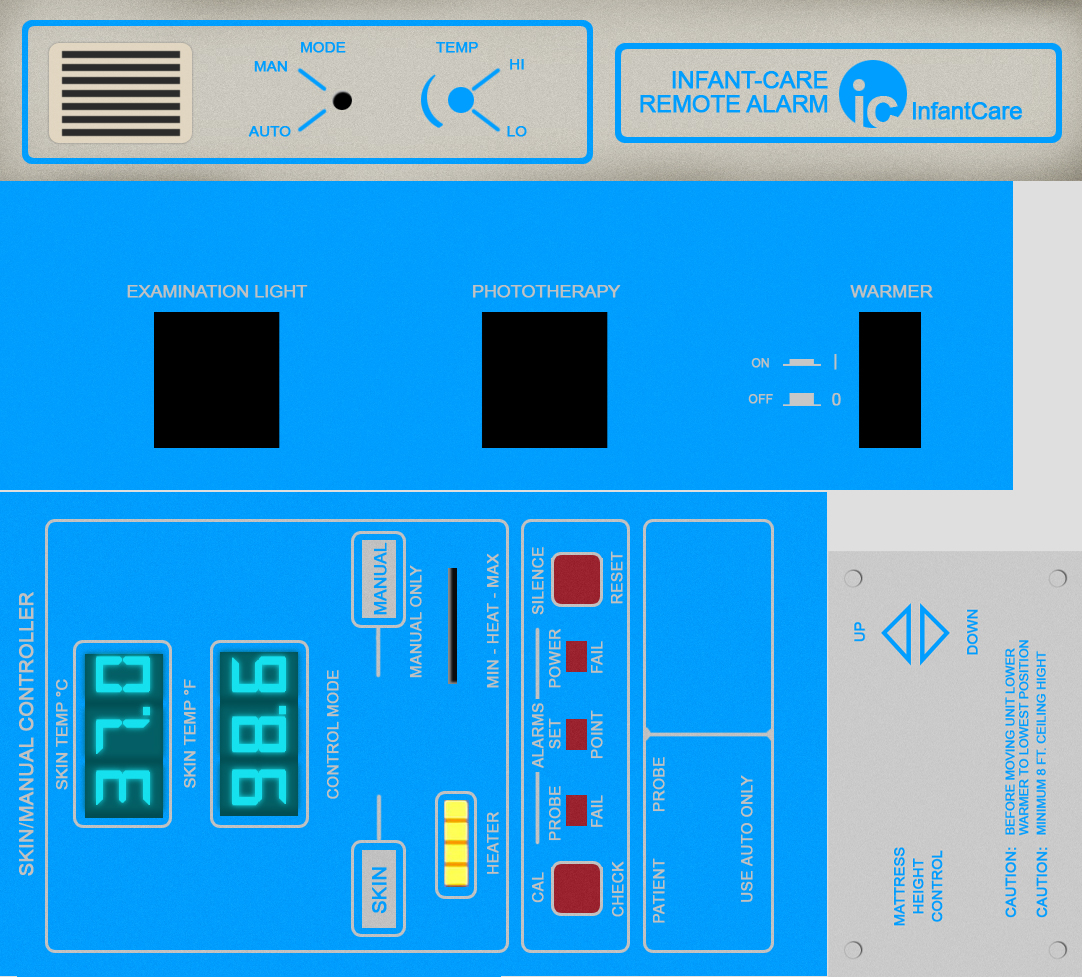 MODE
MAN
AUTO
TEMP
HI
LO
INFANT-CARE
REMOTE ALARM
ic
InfantCare
EXAMINATION LIGHT
PHOTOTHERAPY
WARMER
ON I
OFF 0
SKIN/MANUAL CONTROLLER
SKIN TEMP °C
37.0
SKIN TEMP °F
98.6
CONTROL MODE
MANUAL
SKIN
MANUAL ONLY
MIN - HEAT - MAX
HEATER
SILENCE
RESET
ALARMS
POWER
FAIL
SET
POINT
PROBE
FAIL
CAL
CHECK
PATIENT
PROBE
USE AUTO ONLY
UP
DOWN
MATTRESS
HEIGHT
CONTROL
CAUTION: BEFORE MOVING UNIT LOWER
WARMER TO LOWEST POSITION
CAUTION: MINIMUM 8 FT. CEILING HIGHT